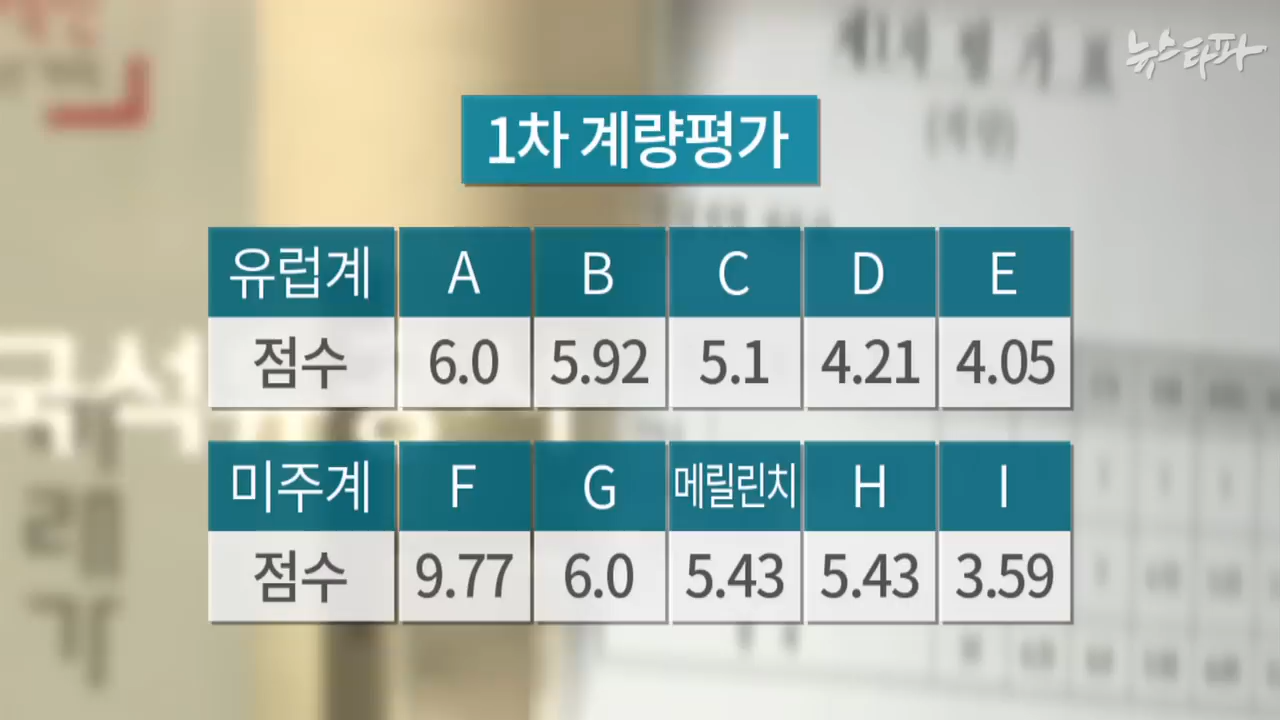 뉴스타파
1차 계량평가
유럽계 A B C D E
점수 6.0 5.92 5.1 4.21 4.05
미주계 F G 메릴린치 H I
점수 9.77 6.0 5.43 5.43 3.59